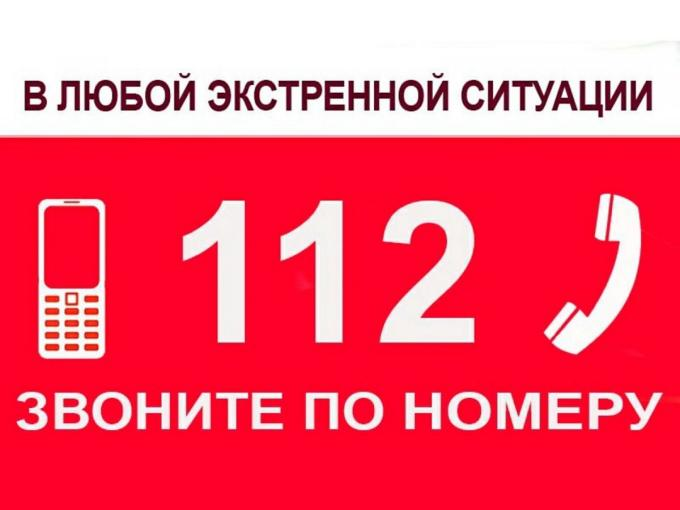 В ЛЮБОЙ ЭКСТРЕННОЙ СИТУАЦИИ
112
ЗВОНИТЕ ПО НОМЕРУ